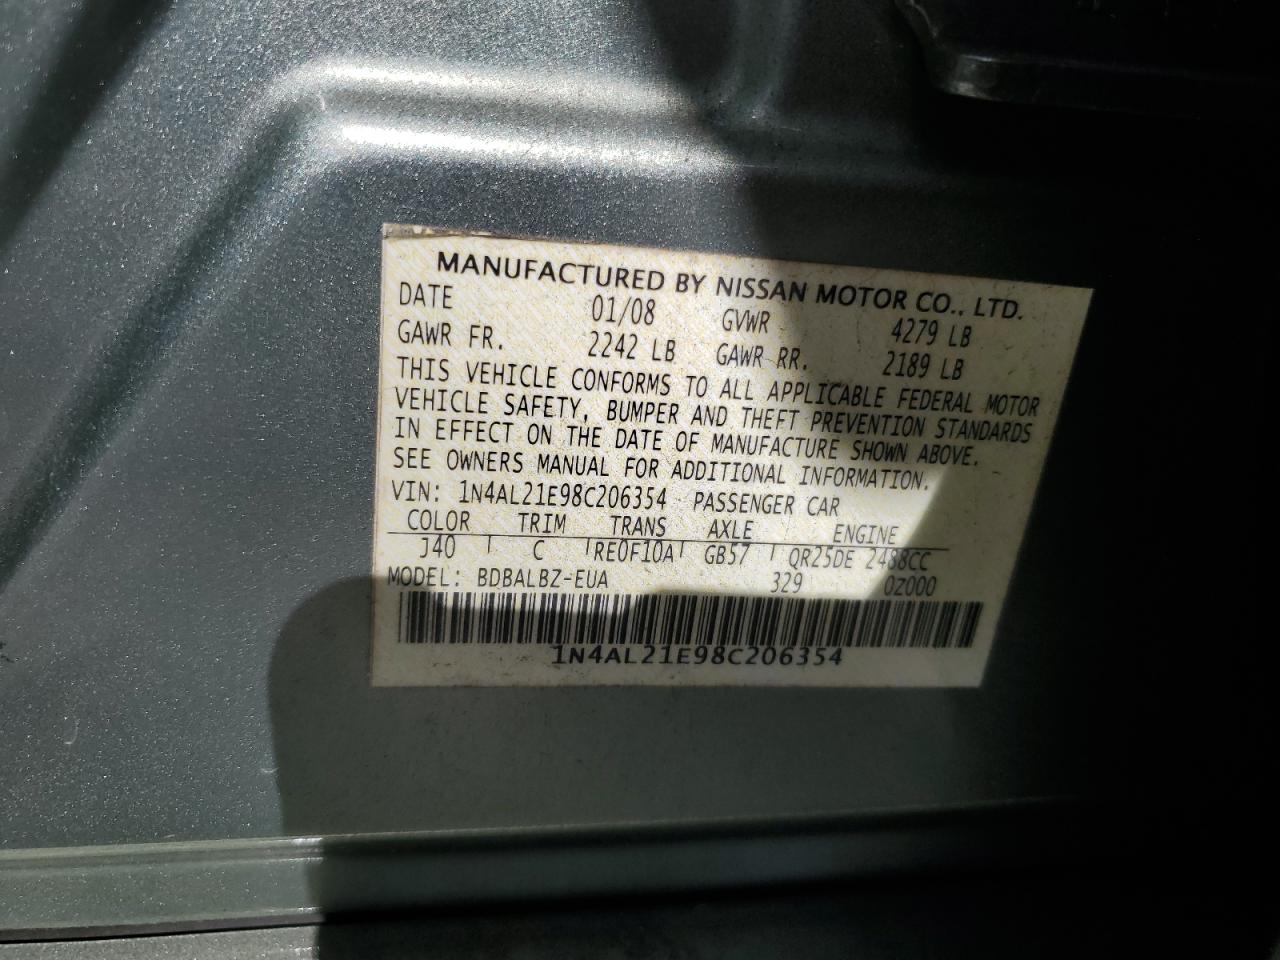 MANUFACTURED BY NISSAN MOTOR CO., LTD.
DATE 01/08 GVWR 4279 LB
GAWR FR. 2242 LB GAWR RR. 2189 LB
THIS VEHICLE CONFORMS TO ALL APPLICABLE FEDERAL MOTOR
VEHICLE SAFETY, BUMPER AND THEFT PREVENTION STANDARDS
IN EFFECT ON THE DATE OF MANUFACTURE SHOWN ABOVE.
SEE OWNERS MANUAL FOR ADDITIONAL INFORMATION.
VIN: 1N4AL21E98C206354 PASSENGER CAR
COLOR TRIM TRANS AXLE ENGINE
J40 C RE0F10A GB57 QR25DE 2488CC
MODEL: BDBALBZ-EUA 329 0Z000
1N4AL21E98C206354